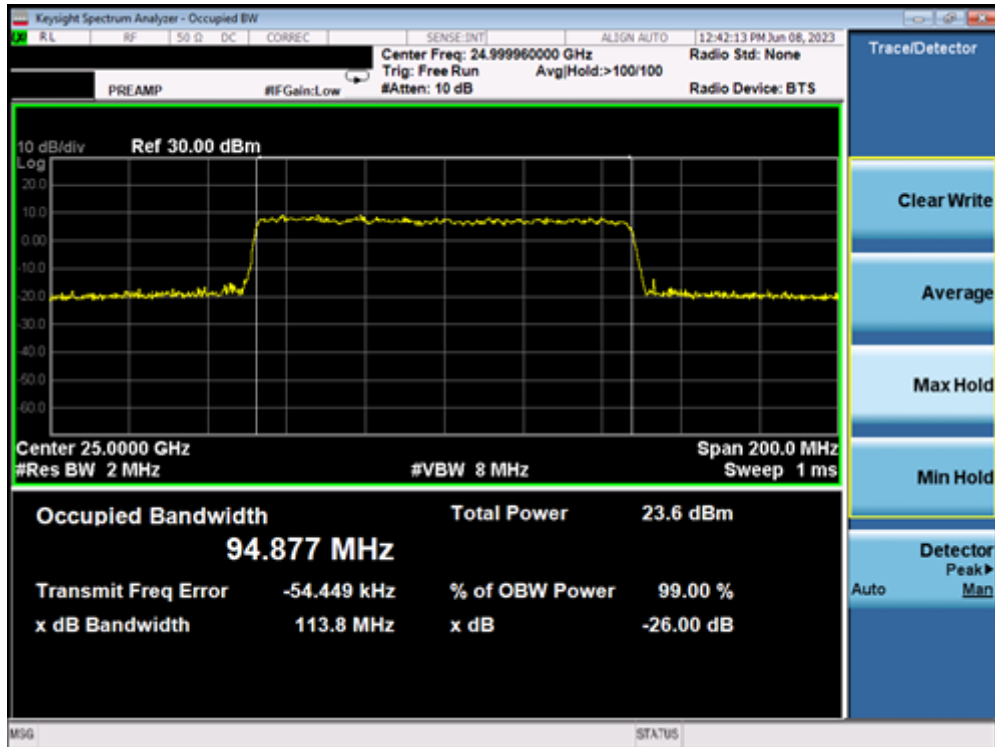 Keysight Spectrum Analyzer - Occupied BW
RL RF 50 Ω DC CORREC SENSE:INT ALIGN AUTO 12:42:13 PM Jun 08, 2023
Center Freq: 24.999960000 GHz Radio Std: None
Trig: Free Run Avg|Hold:>100/100
PREAMP #IFGain:Low #Atten: 10 dB Radio Device: BTS
10 dB/div Ref 30.00 dBm
Log
20.0
10.0
0.00
-10.0
-20.0
-30.0
-40.0
-50.0
-60.0
Center 25.0000 GHz Span 200.0 MHz
#Res BW 2 MHz #VBW 8 MHz Sweep 1 ms
Occupied Bandwidth Total Power 23.6 dBm
94.877 MHz
Transmit Freq Error -54.449 kHz % of OBW Power 99.00 %
x dB Bandwidth 113.8 MHz x dB -26.00 dB
Trace/Detector
Clear Write
Average
Max Hold
Min Hold
Detector
Peak▶
Auto Man
MSG STATUS